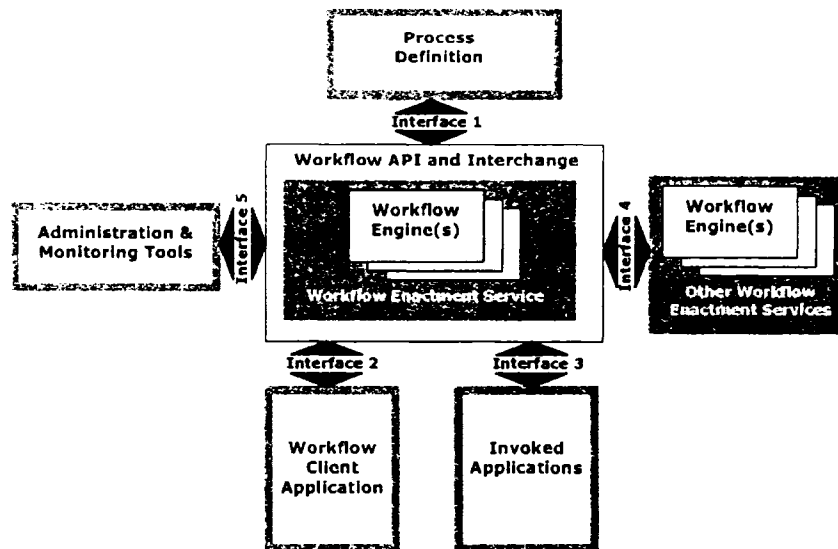 Process
Definition
Interface 1
Workflow API and Interchange
Workflow
Engine(s)
Workflow Enactment Service
Administration &
Monitoring Tools
Interface 5
Interface 4
Workflow
Engine(s)
Other Workflow
Enactment Services
Interface 2
Interface 3
Workflow
Client
Application
Invoked
Applications